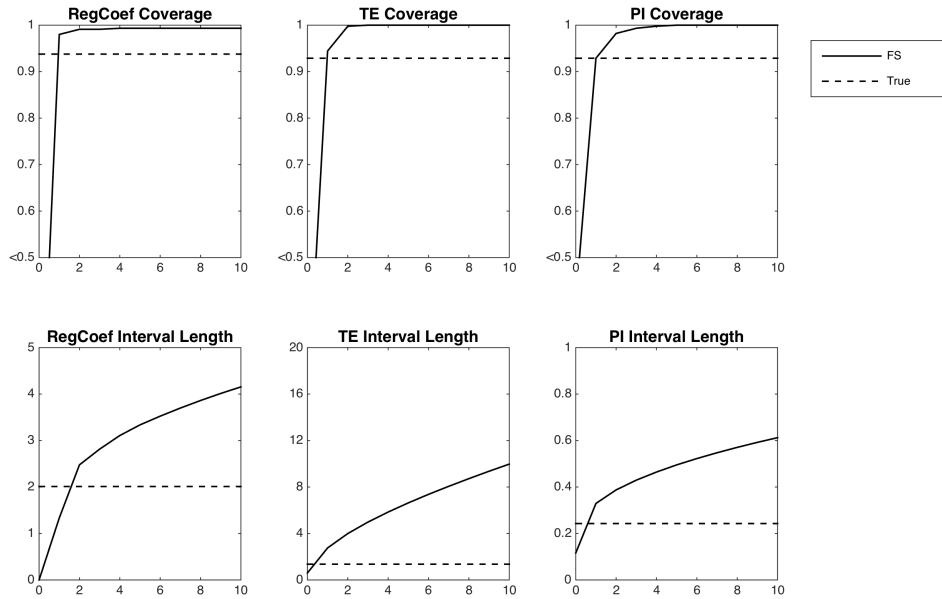 RegCoef Coverage
1
0.9
0.8
0.7
0.6
<0.5
0 2 4 6 8 10
TE Coverage
1
0.9
0.8
0.7
0.6
<0.5
0 2 4 6 8 10
PI Coverage
1
0.9
0.8
0.7
0.6
<0.5
0 2 4 6 8 10
FS
True
RegCoef Interval Length
5
4
3
2
1
0
0 2 4 6 8 10
TE Interval Length
20
16
12
8
4
0
0 2 4 6 8 10
PI Interval Length
1
0.8
0.6
0.4
0.2
0
0 2 4 6 8 10